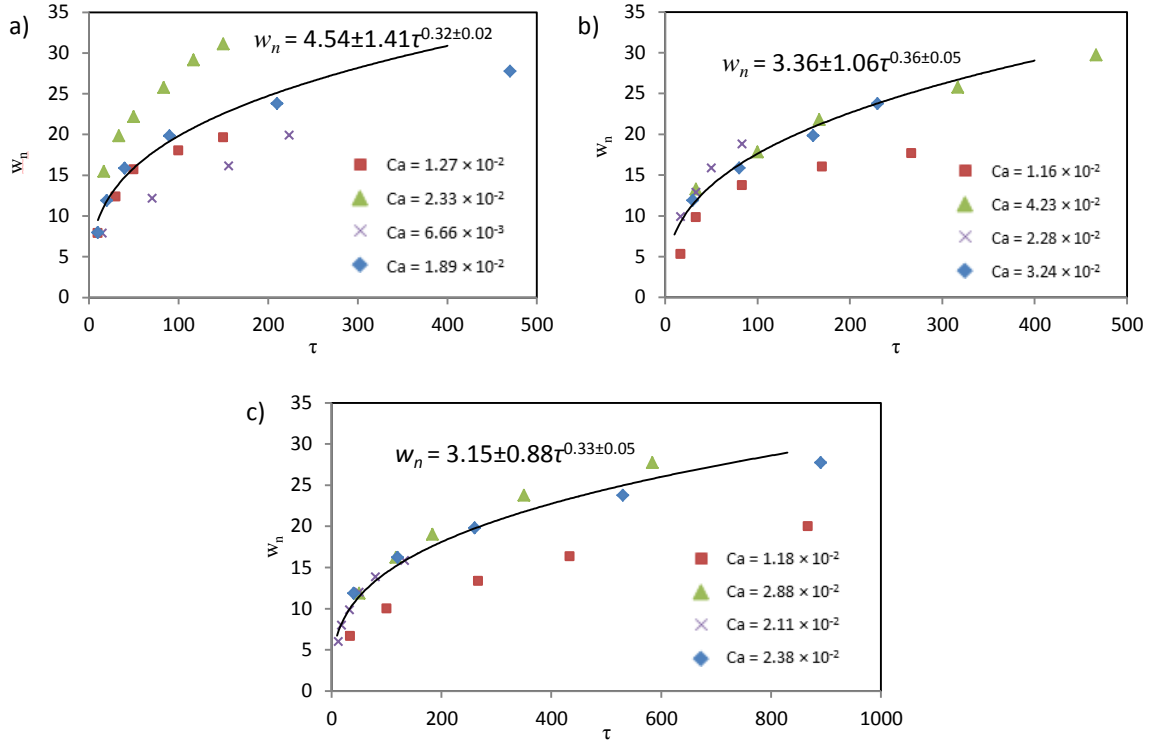 a)
wₙ = 4.54±1.41τ^0.32±0.02
35
30
25
20
15
10
5
0
wₙ
0 100 200 300 400 500
τ
Ca = 1.27 × 10⁻²
Ca = 2.33 × 10⁻²
Ca = 6.66 × 10⁻³
Ca = 1.89 × 10⁻²
b)
wₙ = 3.36±1.06τ^0.36±0.05
35
30
25
20
15
10
5
0
wₙ
0 100 200 300 400 500
τ
Ca = 1.16 × 10⁻²
Ca = 4.23 × 10⁻²
Ca = 2.28 × 10⁻²
Ca = 3.24 × 10⁻²
c)
wₙ = 3.15±0.88τ^0.33±0.05
35
30
25
20
15
10
5
0
wₙ
0 200 400 600 800 1000
τ
Ca = 1.18 × 10⁻²
Ca = 2.88 × 10⁻²
Ca = 2.11 × 10⁻²
Ca = 2.38 × 10⁻²